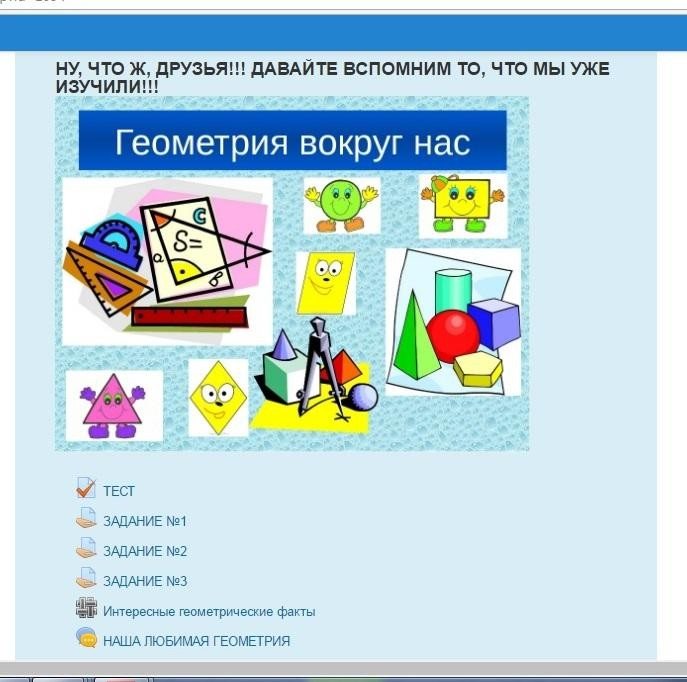 НУ, ЧТО Ж, ДРУЗЬЯ!!! ДАВАЙТЕ ВСПОМНИМ ТО, ЧТО МЫ УЖЕ
ИЗУЧИЛИ!!!
Геометрия вокруг нас
C
S=
a
b
ТЕСТ
ЗАДАНИЕ №1
ЗАДАНИЕ №2
ЗАДАНИЕ №3
Интересные геометрические факты
НАША ЛЮБИМАЯ ГЕОМЕТРИЯ